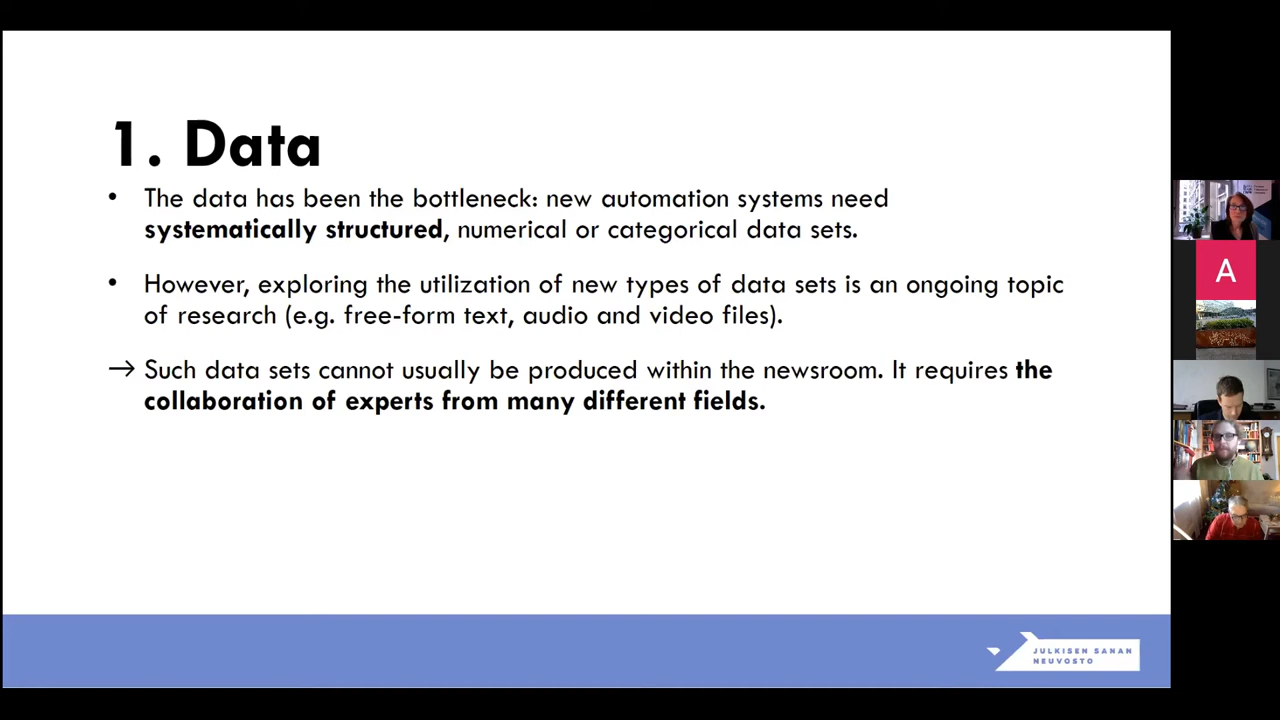 1. Data
• The data has been the bottleneck: new automation systems need
systematically structured, numerical or categorical data sets.
• However, exploring the utilization of new types of data sets is an ongoing topic
of research (e.g. free-form text, audio and video files).
→ Such data sets cannot usually be produced within the newsroom. It requires the
collaboration of experts from many different fields.
JULKISEN SANAN
NEUVOSTO
A